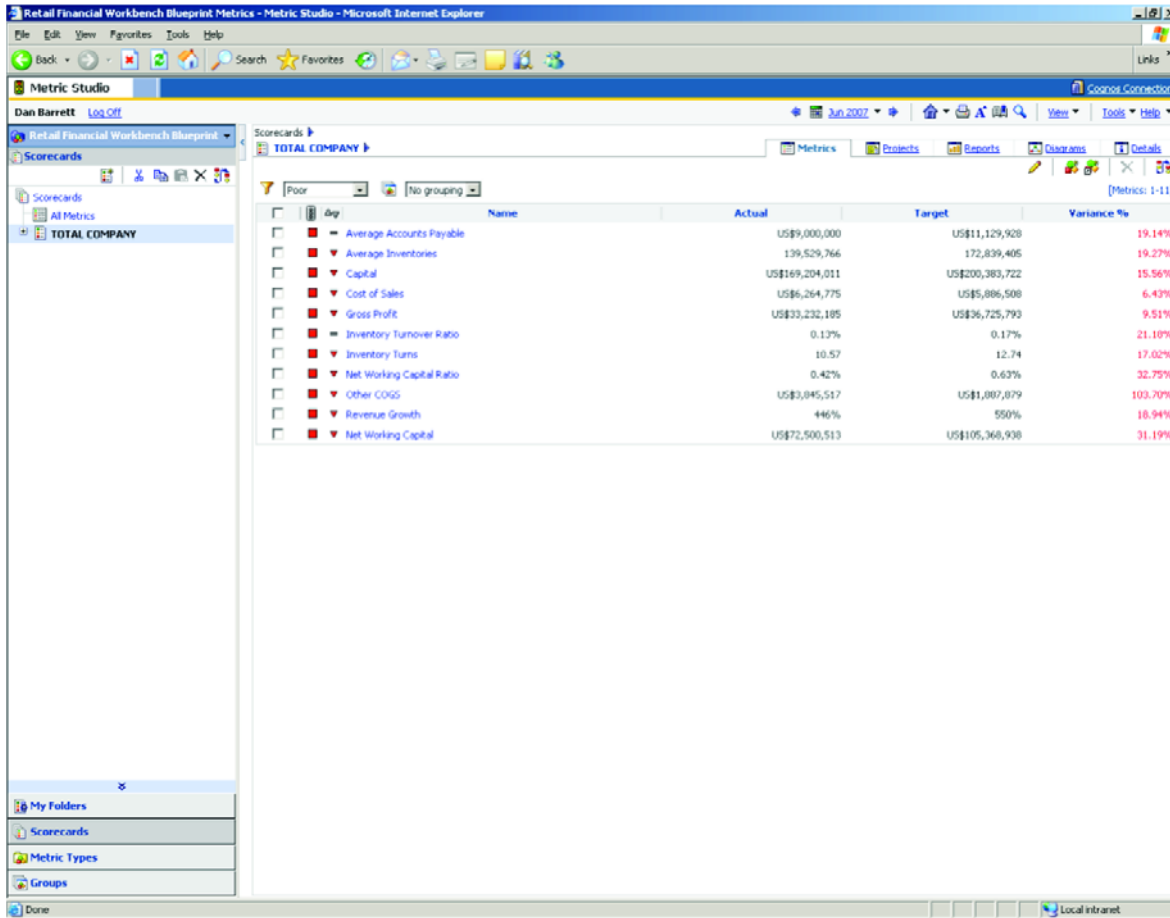 Retail Financial Workbench Blueprint Metrics - Metric Studio - Microsoft Internet Explorer
File Edit View Favorites Tools Help
Back Search Favorites Links
Metric Studio Cognos Connection
Dan Barrett Log Off Jun 2007 View Tools Help
Retail Financial Workbench Blueprint Scorecards
Scorecards TOTAL COMPANY Metrics Projects Reports Diagrams Details
Poor No grouping [Metrics: 1-11
Scorecards
All Metrics
TOTAL COMPANY
Name Actual Target Variance %
Average Accounts Payable US$9,000,000 US$11,129,928 19.14%
Average Inventories 139,529,766 172,839,405 19.27%
Capital US$169,204,011 US$200,383,722 15.56%
Cost of Sales US$6,264,775 US$5,886,508 6.43%
Gross Profit US$33,232,185 US$36,725,793 9.51%
Inventory Turnover Ratio 0.13% 0.17% 21.18%
Inventory Turns 10.57 12.74 17.02%
Net Working Capital Ratio 0.42% 0.63% 32.75%
Other COGS US$3,845,517 US$1,887,879 103.70%
Revenue Growth 446% 550% 18.94%
Net Working Capital US$72,500,513 US$105,368,938 31.19%
My Folders
Scorecards
Metric Types
Groups
Done Local intranet